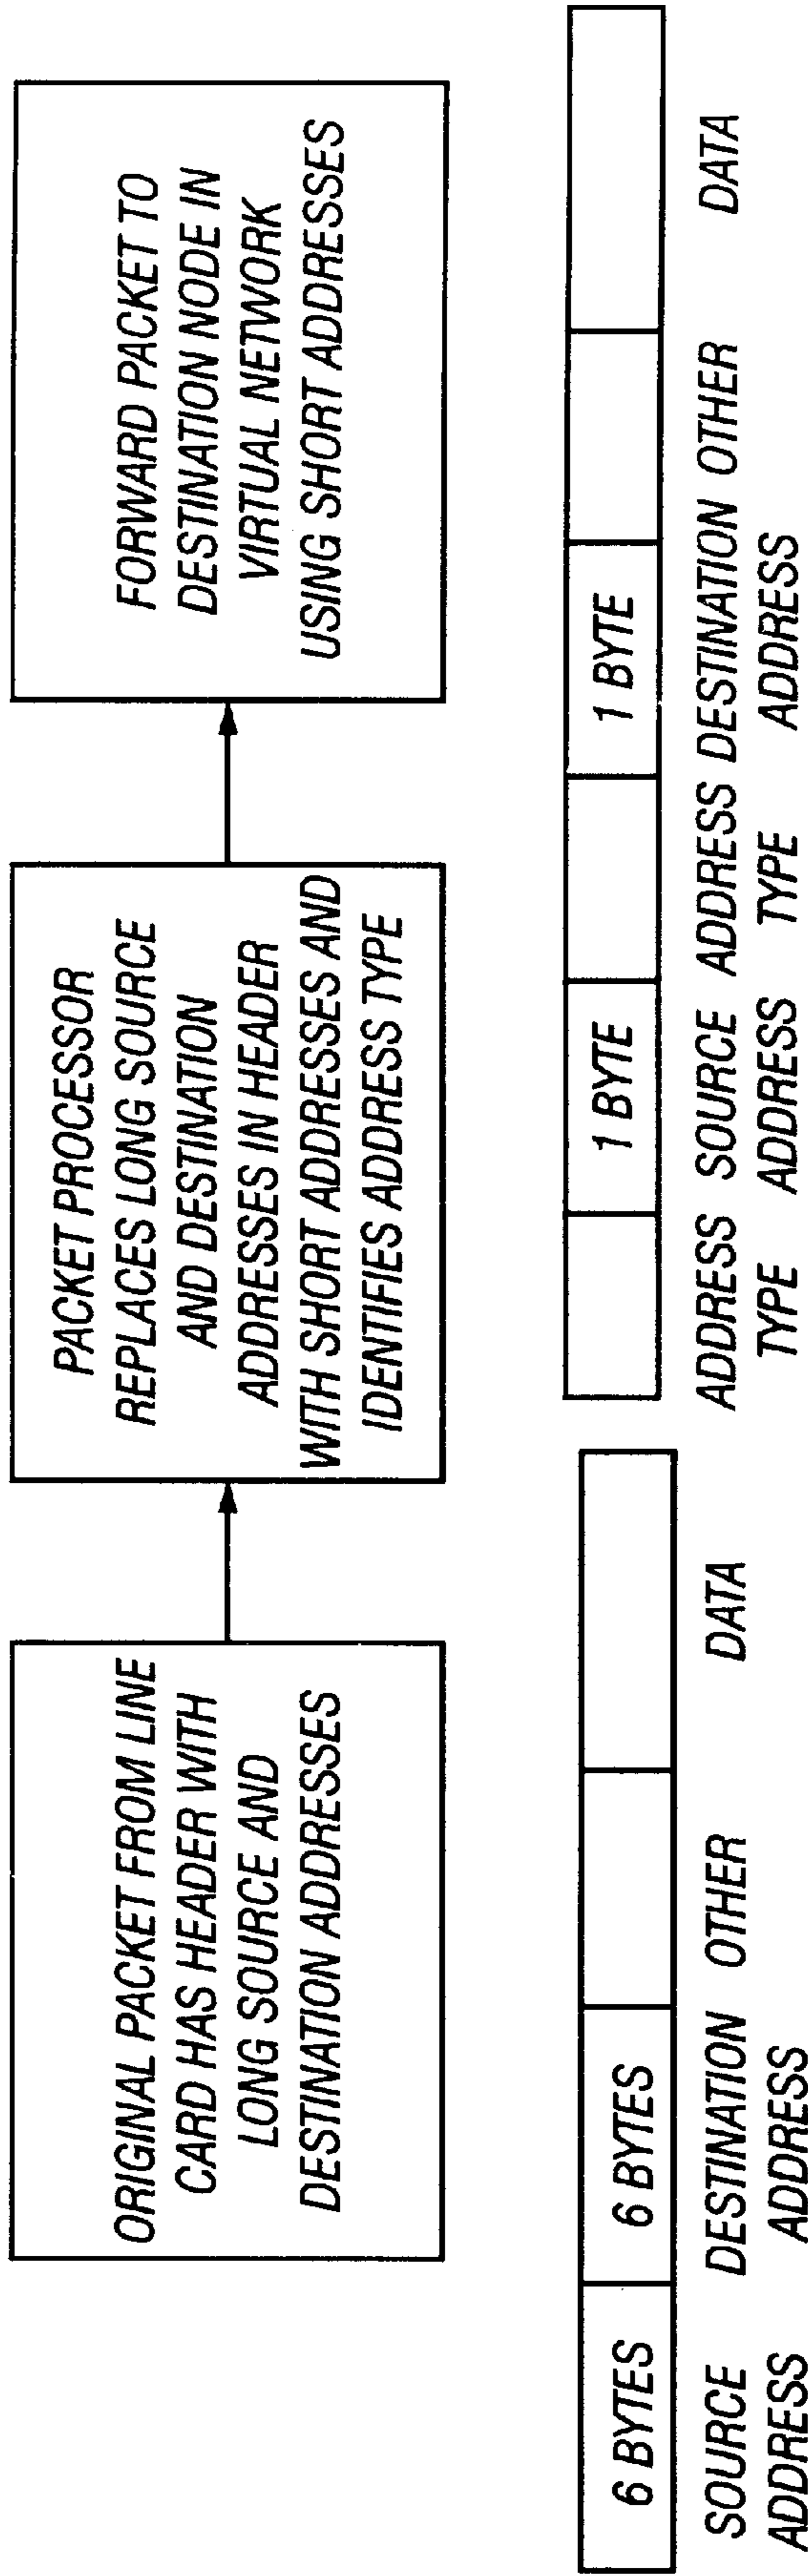 ORIGINAL PACKET FROM LINE
CARD HAS HEADER WITH
LONG SOURCE AND
DESTINATION ADDRESSES
PACKET PROCESSOR
REPLACES LONG SOURCE
AND DESTINATION
ADDRESSES IN HEADER
WITH SHORT ADDRESSES AND
IDENTIFIES ADDRESS TYPE
FORWARD PACKET TO
DESTINATION NODE IN
VIRTUAL NETWORK
USING SHORT ADDRESSES
6 BYTES 6 BYTES
SOURCE DESTINATION OTHER DATA
ADDRESS ADDRESS
1 BYTE 1 BYTE
ADDRESS SOURCE ADDRESS DESTINATION OTHER DATA
TYPE ADDRESS TYPE ADDRESS